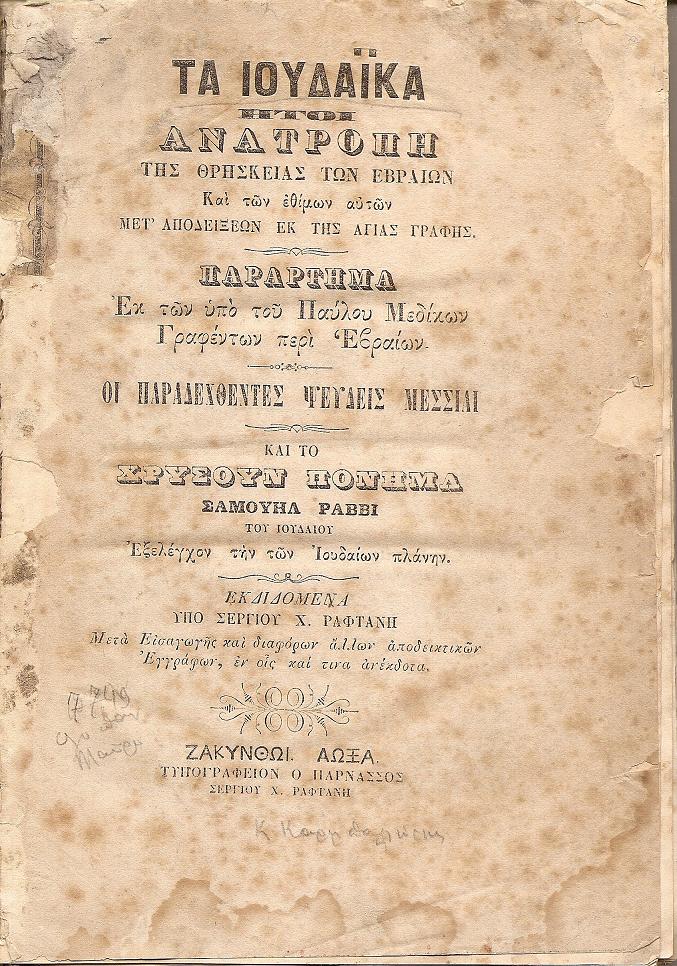 ΤΑ ΙΟΥΔΑΪΚΑ
ΗΤΟΙ
ΑΝΑΤΡΟΠΗ
ΤΗΣ ΘΡΗΣΚΕΙΑΣ ΤΩΝ ΕΒΡΑΙΩΝ
Καὶ τῶν ἐθίμων αὐτῶν
ΜΕΤ' ΑΠΟΔΕΙΞΕΩΝ ΕΚ ΤΗΣ ΑΓΙΑΣ ΓΡΑΦΗΣ.
ΠΑΡΑΡΤΗΜΑ
Ἐκ τῶν ὑπὸ τοῦ Παύλου Μεδίκων
Γραφέντων περὶ Ἑβραίων.
ΟΙ ΠΑΡΑΔΕΧΘΕΝΤΕΣ ΨΕΥΔΕΙΣ ΜΕΣΣΙΑΙ
ΚΑΙ ΤΟ
ΧΡΥΣΟΥΝ ΠΟΝΗΜΑ
ΣΑΜΟΥΗΛ ΡΑΒΒΙ
ΤΟΥ ΙΟΥΔΑΙΟΥ
Ἐξελέγχον τὴν τῶν Ἰουδαίων πλάνην.
ΕΚΔΙΔΟΜΕΝΑ
ΥΠΟ ΣΕΡΓΙΟΥ Χ. ΡΑΦΤΑΝΗ
Μετὰ Εἰσαγωγῆς καὶ διαφόρων ἄλλων ἀποδεικτικῶν
Ἐγγράφων, ἐν οἷς καί τινα ἀνέκδοτα.
ΖΑΚΥΝΘΩΙ. ΑΩΞΑ.
ΤΥΠΟΓΡΑΦΕΙΟΝ Ο ΠΑΡΝΑΣΣΟΣ
ΣΕΡΓΙΟΥ Χ. ΡΑΦΤΑΝΗ